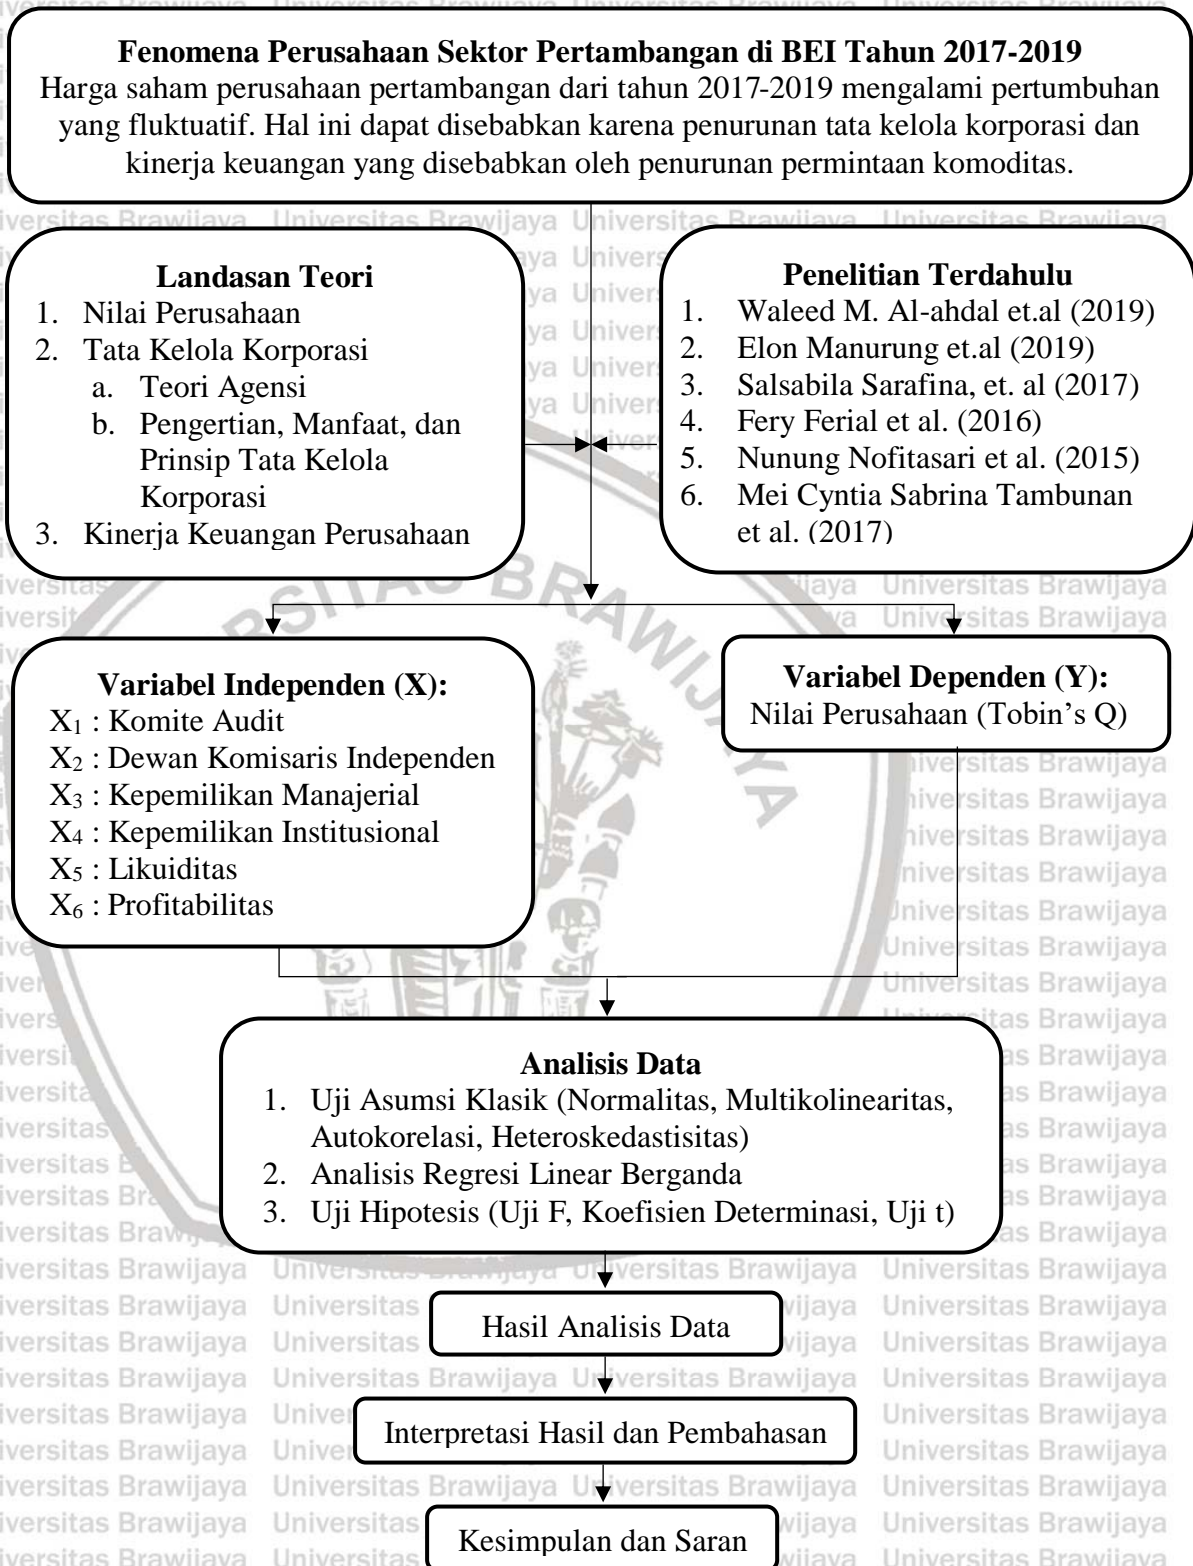 Fenomena Perusahaan Sektor Pertambangan di BEI Tahun 2017-2019
Harga saham perusahaan pertambangan dari tahun 2017-2019 mengalami pertumbuhan
yang fluktuatif. Hal ini dapat disebabkan karena penurunan tata kelola korporasi dan
kinerja keuangan yang disebabkan oleh penurunan permintaan komoditas.
Landasan Teori
1. Nilai Perusahaan
2. Tata Kelola Korporasi
a. Teori Agensi
b. Pengertian, Manfaat, dan
Prinsip Tata Kelola
Korporasi
3. Kinerja Keuangan Perusahaan
Penelitian Terdahulu
1. Waleed M. Al-ahdal et.al (2019)
2. Elon Manurung et.al (2019)
3. Salsabila Sarafina, et. al (2017)
4. Fery Ferial et al. (2016)
5. Nunung Nofitasari et al. (2015)
6. Mei Cyntia Sabrina Tambunan
et al. (2017)
Variabel Independen (X):
X₁ : Komite Audit
X₂ : Dewan Komisaris Independen
X₃ : Kepemilikan Manajerial
X₄ : Kepemilikan Institusional
X₅ : Likuiditas
X₆ : Profitabilitas
Variabel Dependen (Y):
Nilai Perusahaan (Tobin’s Q)
Analisis Data
1. Uji Asumsi Klasik (Normalitas, Multikolinearitas,
Autokorelasi, Heteroskedastisitas)
2. Analisis Regresi Linear Berganda
3. Uji Hipotesis (Uji F, Koefisien Determinasi, Uji t)
Hasil Analisis Data
Interpretasi Hasil dan Pembahasan
Kesimpulan dan Saran
Universitas Brawijaya